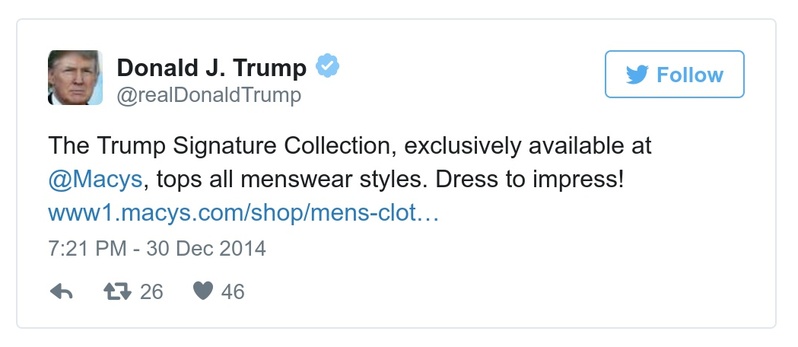 Donald J. Trump
@realDonaldTrump
Follow
The Trump Signature Collection, exclusively available at
@Macys, tops all menswear styles. Dress to impress!
www1.macys.com/shop/mens-clot…
7:21 PM - 30 Dec 2014
26 46